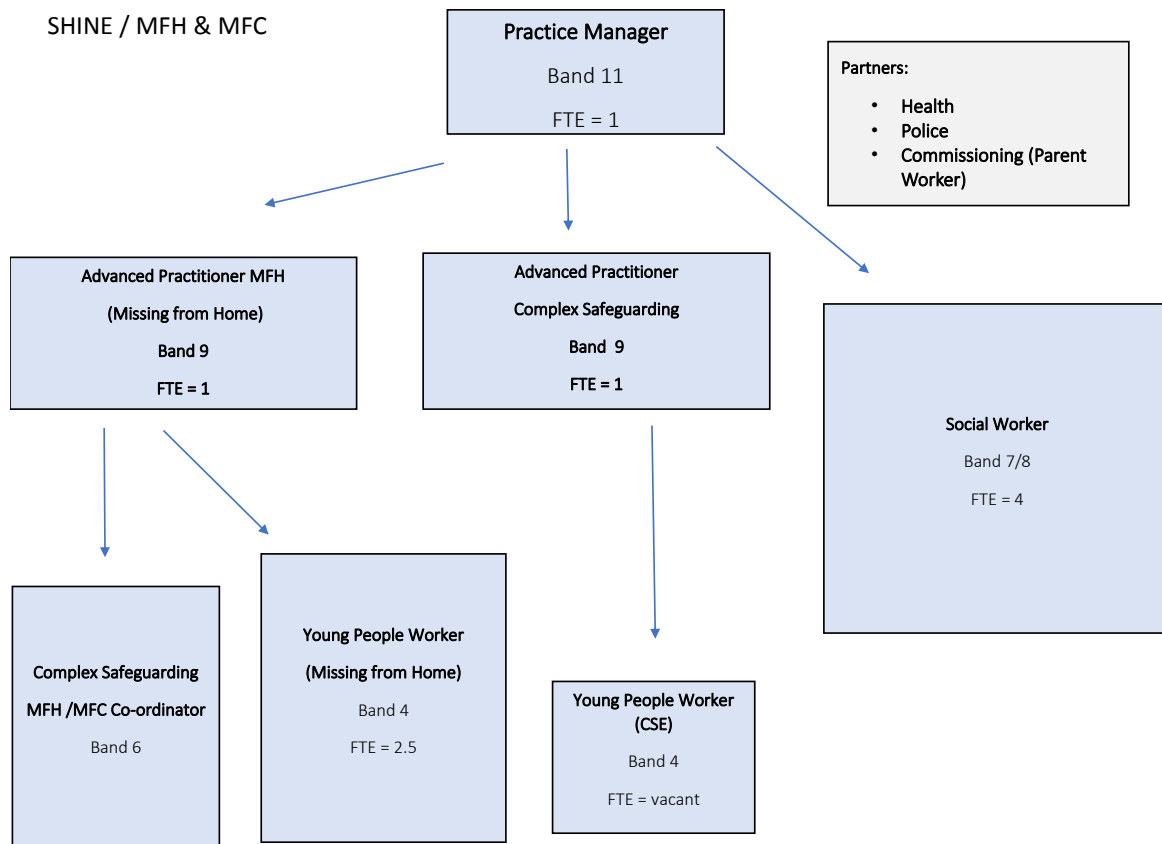 SHINE / MFH & MFC
Practice Manager
Band 11
FTE = 1
Partners:
• Health
• Police
• Commissioning (Parent
Worker)
Advanced Practitioner MFH
(Missing from Home)
Band 9
FTE = 1
Advanced Practitioner
Complex Safeguarding
Band 9
FTE = 1
Social Worker
Band 7/8
FTE = 4
Complex Safeguarding
MFH /MFC Co-ordinator
Band 6
Young People Worker
(Missing from Home)
Band 4
FTE = 2.5
Young People Worker
(CSE)
Band 4
FTE = vacant